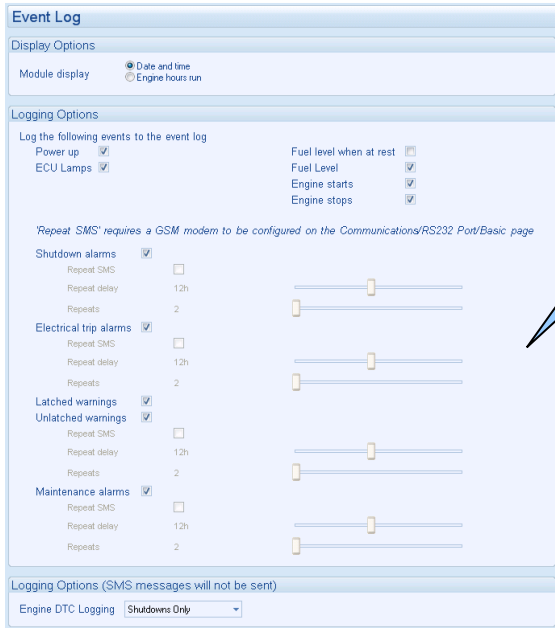 Event Log
Display Options
Module display
Date and time
Engine hours run
Logging Options
Log the following events to the event log
Power up
Fuel level when at rest
ECU Lamps
Fuel Level
Engine starts
Engine stops
'Repeat SMS' requires a GSM modem to be configured on the Communications/RS232 Port/Basic page
Shutdown alarms
Repeat SMS
Repeat delay 12h
Repeats 2
Electrical trip alarms
Repeat SMS
Repeat delay 12h
Repeats 2
Latched warnings
Unlatched warnings
Repeat SMS
Repeat delay 12h
Repeats 2
Maintenance alarms
Repeat SMS
Repeat delay 12h
Repeats 2
Logging Options (SMS messages will not be sent)
Engine DTC Logging Shutdowns Only